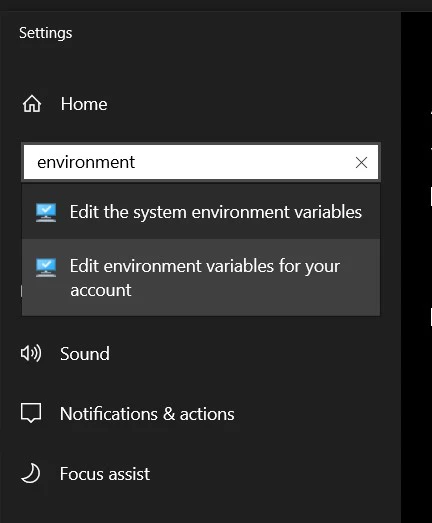 Settings
Home
environment
Edit the system environment variables
Edit environment variables for your
account
Sound
Notifications & actions
Focus assist